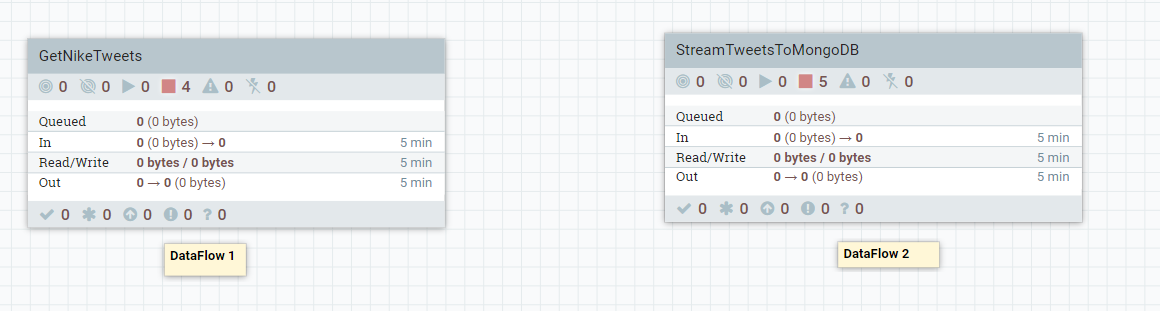 GetNikeTweets
0 0 0 4 0 0
Queued 0 (0 bytes)
In 0 (0 bytes) → 0 5 min
Read/Write 0 bytes / 0 bytes 5 min
Out 0 → 0 (0 bytes) 5 min
0 0 0 0 ? 0
DataFlow 1
StreamTweetsToMongoDB
0 0 0 5 0 0
Queued 0 (0 bytes)
In 0 (0 bytes) → 0 5 min
Read/Write 0 bytes / 0 bytes 5 min
Out 0 → 0 (0 bytes) 5 min
0 0 0 0 ? 0
DataFlow 2